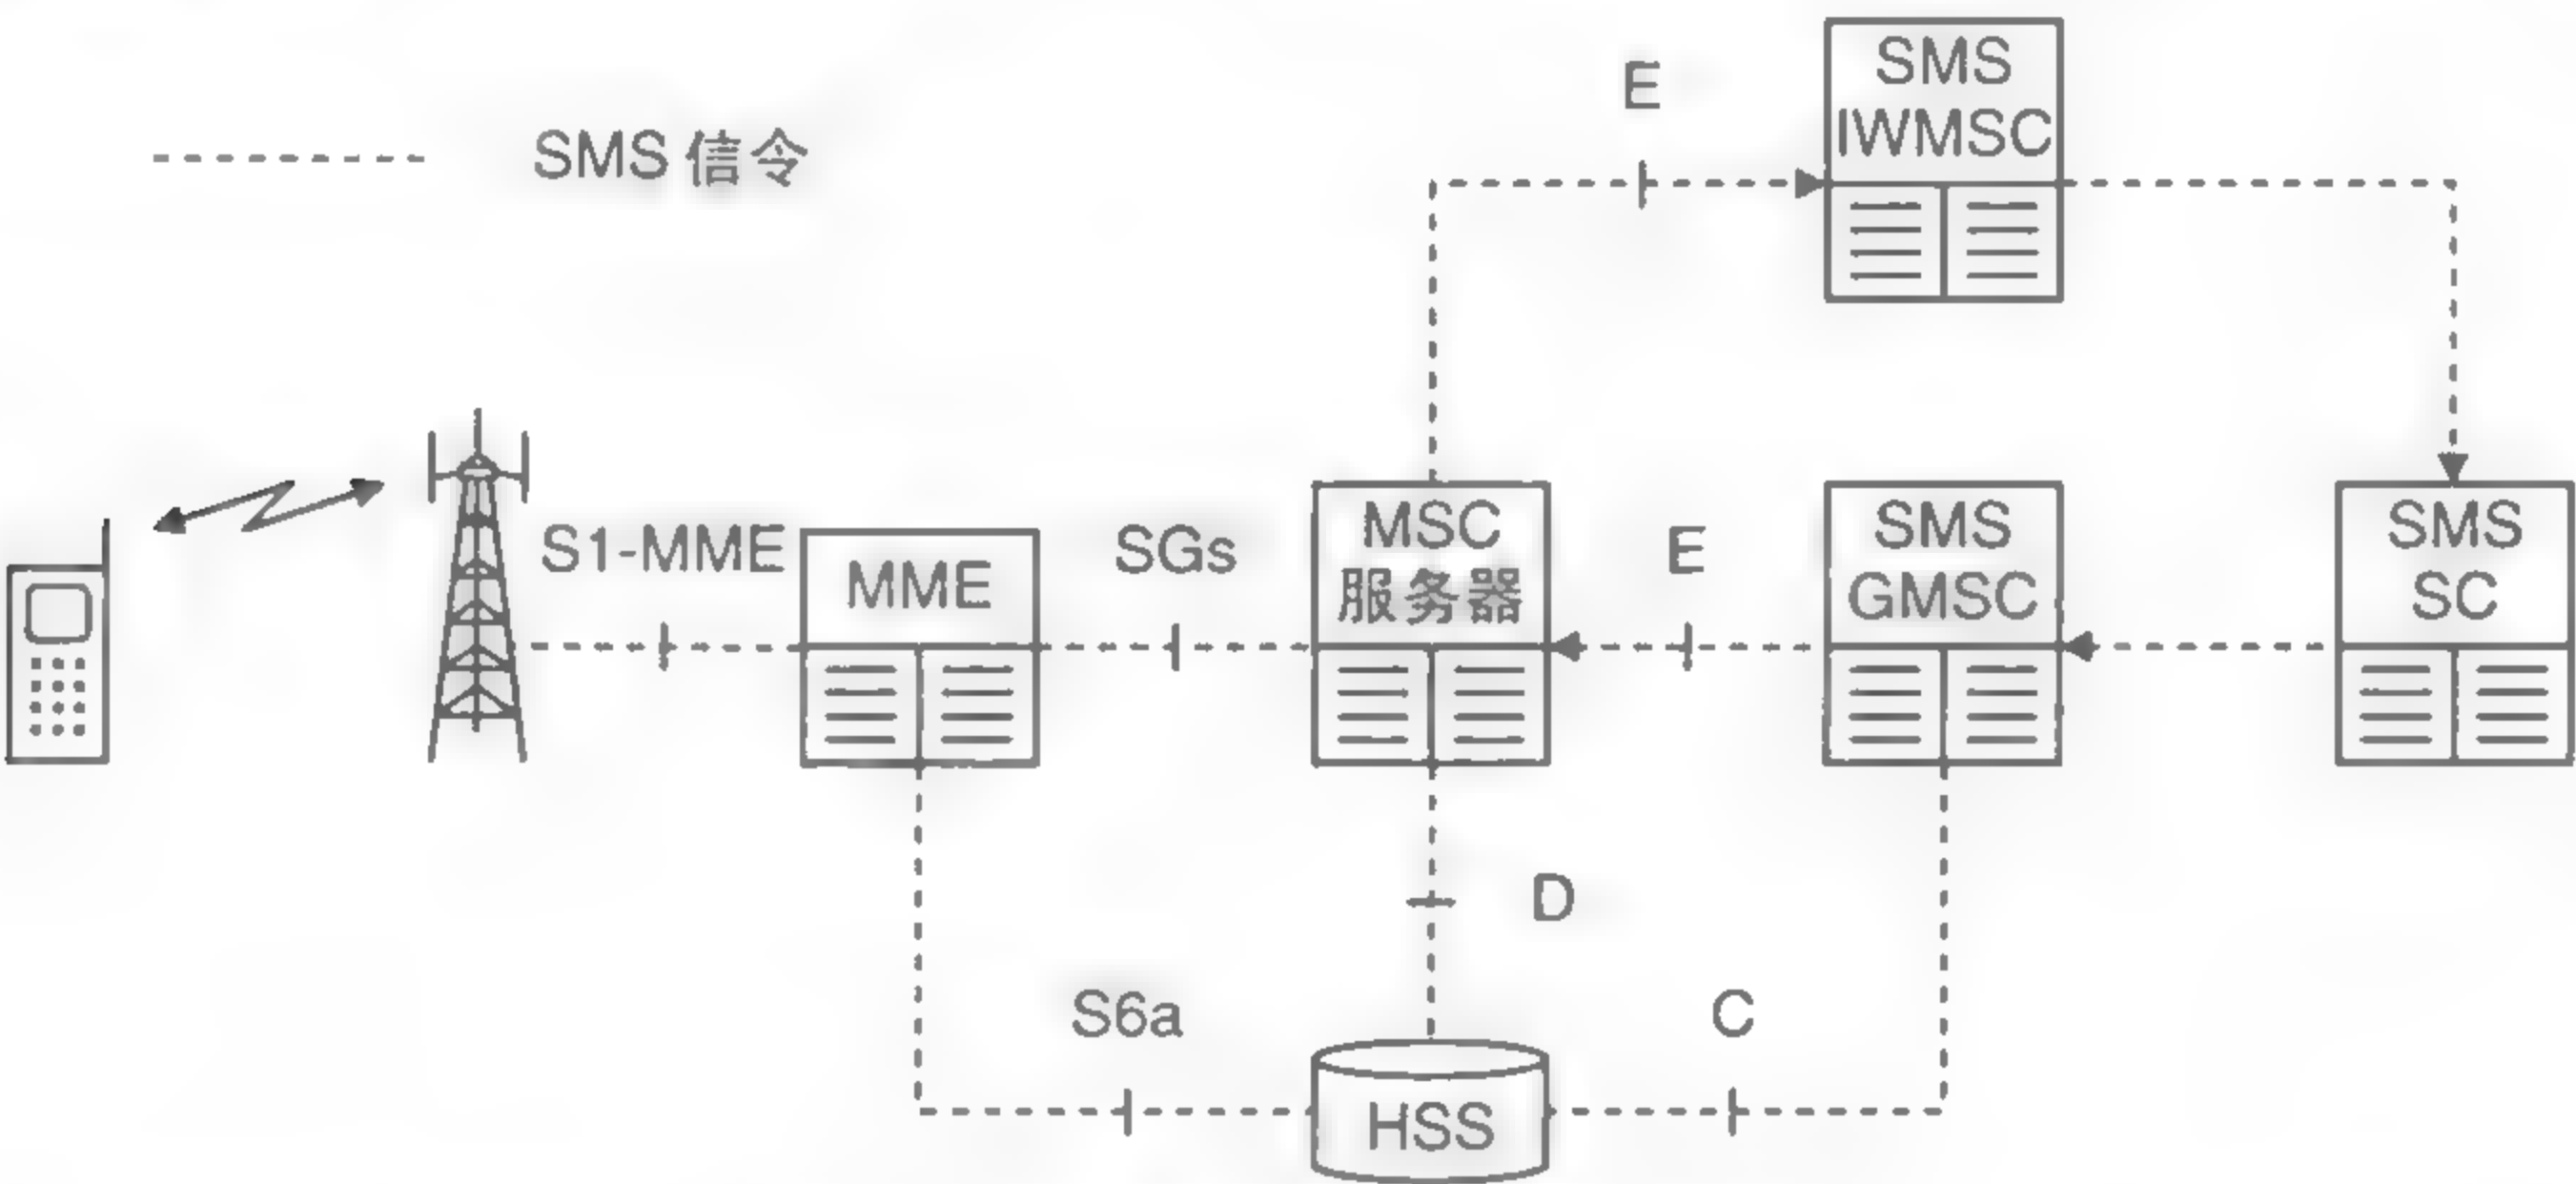 SMS 信令
E
SMS
IWMSC
S1-MME
MME
SGs
MSC
服务器
E
SMS
GMSC
SMS
SC
D
S6a
C
HSS